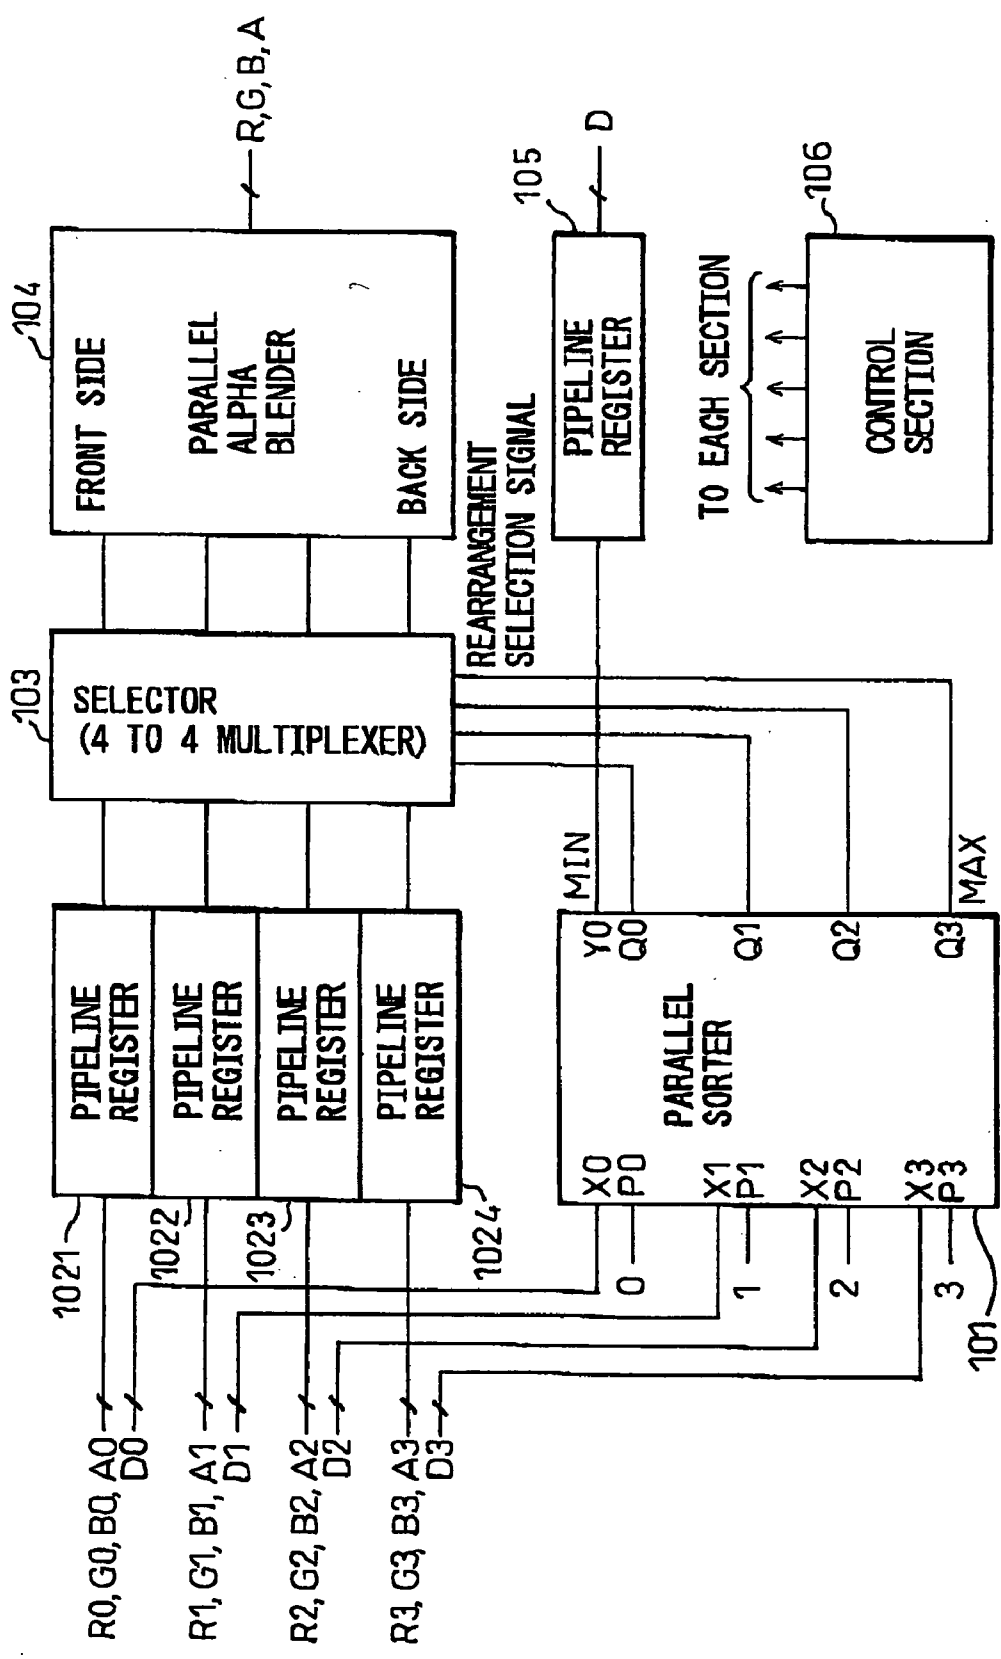 R0, G0, B0, A0
D0
R1, G1, B1, A1
D1
R2, G2, B2, A2
D2
R3, G3, B3, A3
D3
1021
PIPELINE
REGISTER
1022
PIPELINE
REGISTER
1023
PIPELINE
REGISTER
1024
PIPELINE
REGISTER
103
SELECTOR
(4 TO 4 MULTIPLEXER)
104
FRONT SIDE
PARALLEL
ALPHA
BLENDER
BACK SIDE
R,G,B,A
REARRANGEMENT
SELECTION SIGNAL
101
0
1
2
3
X0
P0
X1
P1
X2
P2
X3
P3
PARALLEL
SORTER
MIN
Y0
Q0
Q1
Q2
Q3
MAX
105
PIPELINE
REGISTER
D
TO EACH SECTION
106
CONTROL
SECTION